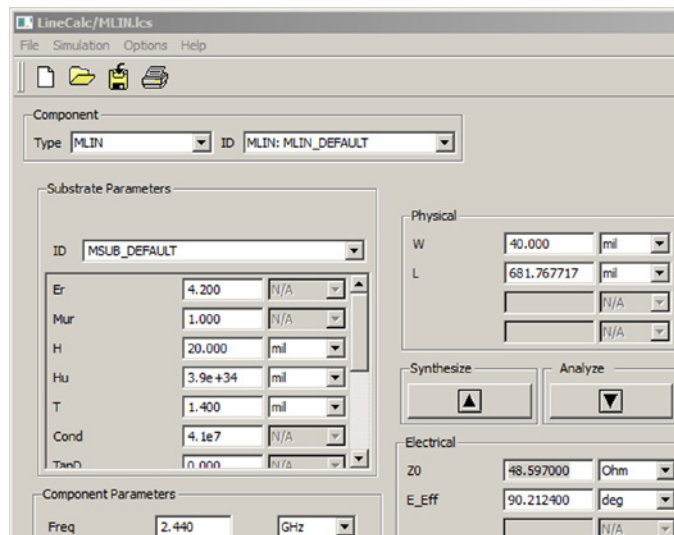 LineCalc/MLIN.lcs
File Simulation Options Help
Component
Type MLIN ID MLIN: MLIN_DEFAULT
Substrate Parameters
ID MSUB_DEFAULT
Er 4.200 N/A
Mur 1.000 N/A
H 20.000 mil
Hu 3.9e+34 mil
T 1.400 mil
Cond 4.1e7 N/A
TanD 0.000 N/A
Component Parameters
Freq 2.440 GHz
Physical
W 40.000 mil
L 681.767717 mil
N/A
N/A
Synthesize Analyze
Electrical
Z0 48.597000 Ohm
E_Eff 90.212400 deg
N/A